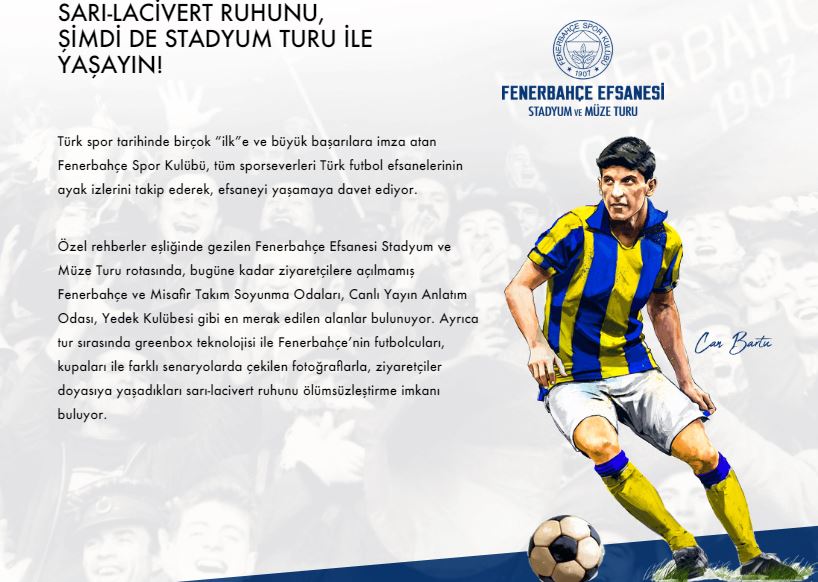 SARI-LACİVERT RUHUNU,
ŞİMDİ DE STADYUM TURU İLE
YAŞAYIN!
Türk spor tarihinde birçok “ilk”e ve büyük başarılara imza atan
Fenerbahçe Spor Kulübü, tüm sporseverleri Türk futbol efsanelerinin
ayak izlerini takip ederek, efsaneyi yaşamaya davet ediyor.
Özel rehberler eşliğinde gezilen Fenerbahçe Efsanesi Stadyum ve
Müze Turu rotasında, bugüne kadar ziyaretçilere açılmamış
Fenerbahçe ve Misafir Takım Soyunma Odaları, Canlı Yayın Anlatım
Odası, Yedek Kulübesi gibi en merak edilen alanlar bulunuyor. Ayrıca
tur sırasında greenbox teknolojisi ile Fenerbahçe’nin futbolcuları,
kupaları ile farklı senaryolarda çekilen fotoğraflarla, ziyaretçiler
doyasıya yaşadıkları sarı-lacivert ruhunu ölümsüzleştirme imkanı
buluyor.
FENERBAHÇE SPOR KULÜBÜ
★ 1907 ★
FENERBAHÇE EFSANESİ
STADYUM VE MÜZE TURU
Can Bartu
ERBAHÇ
1907